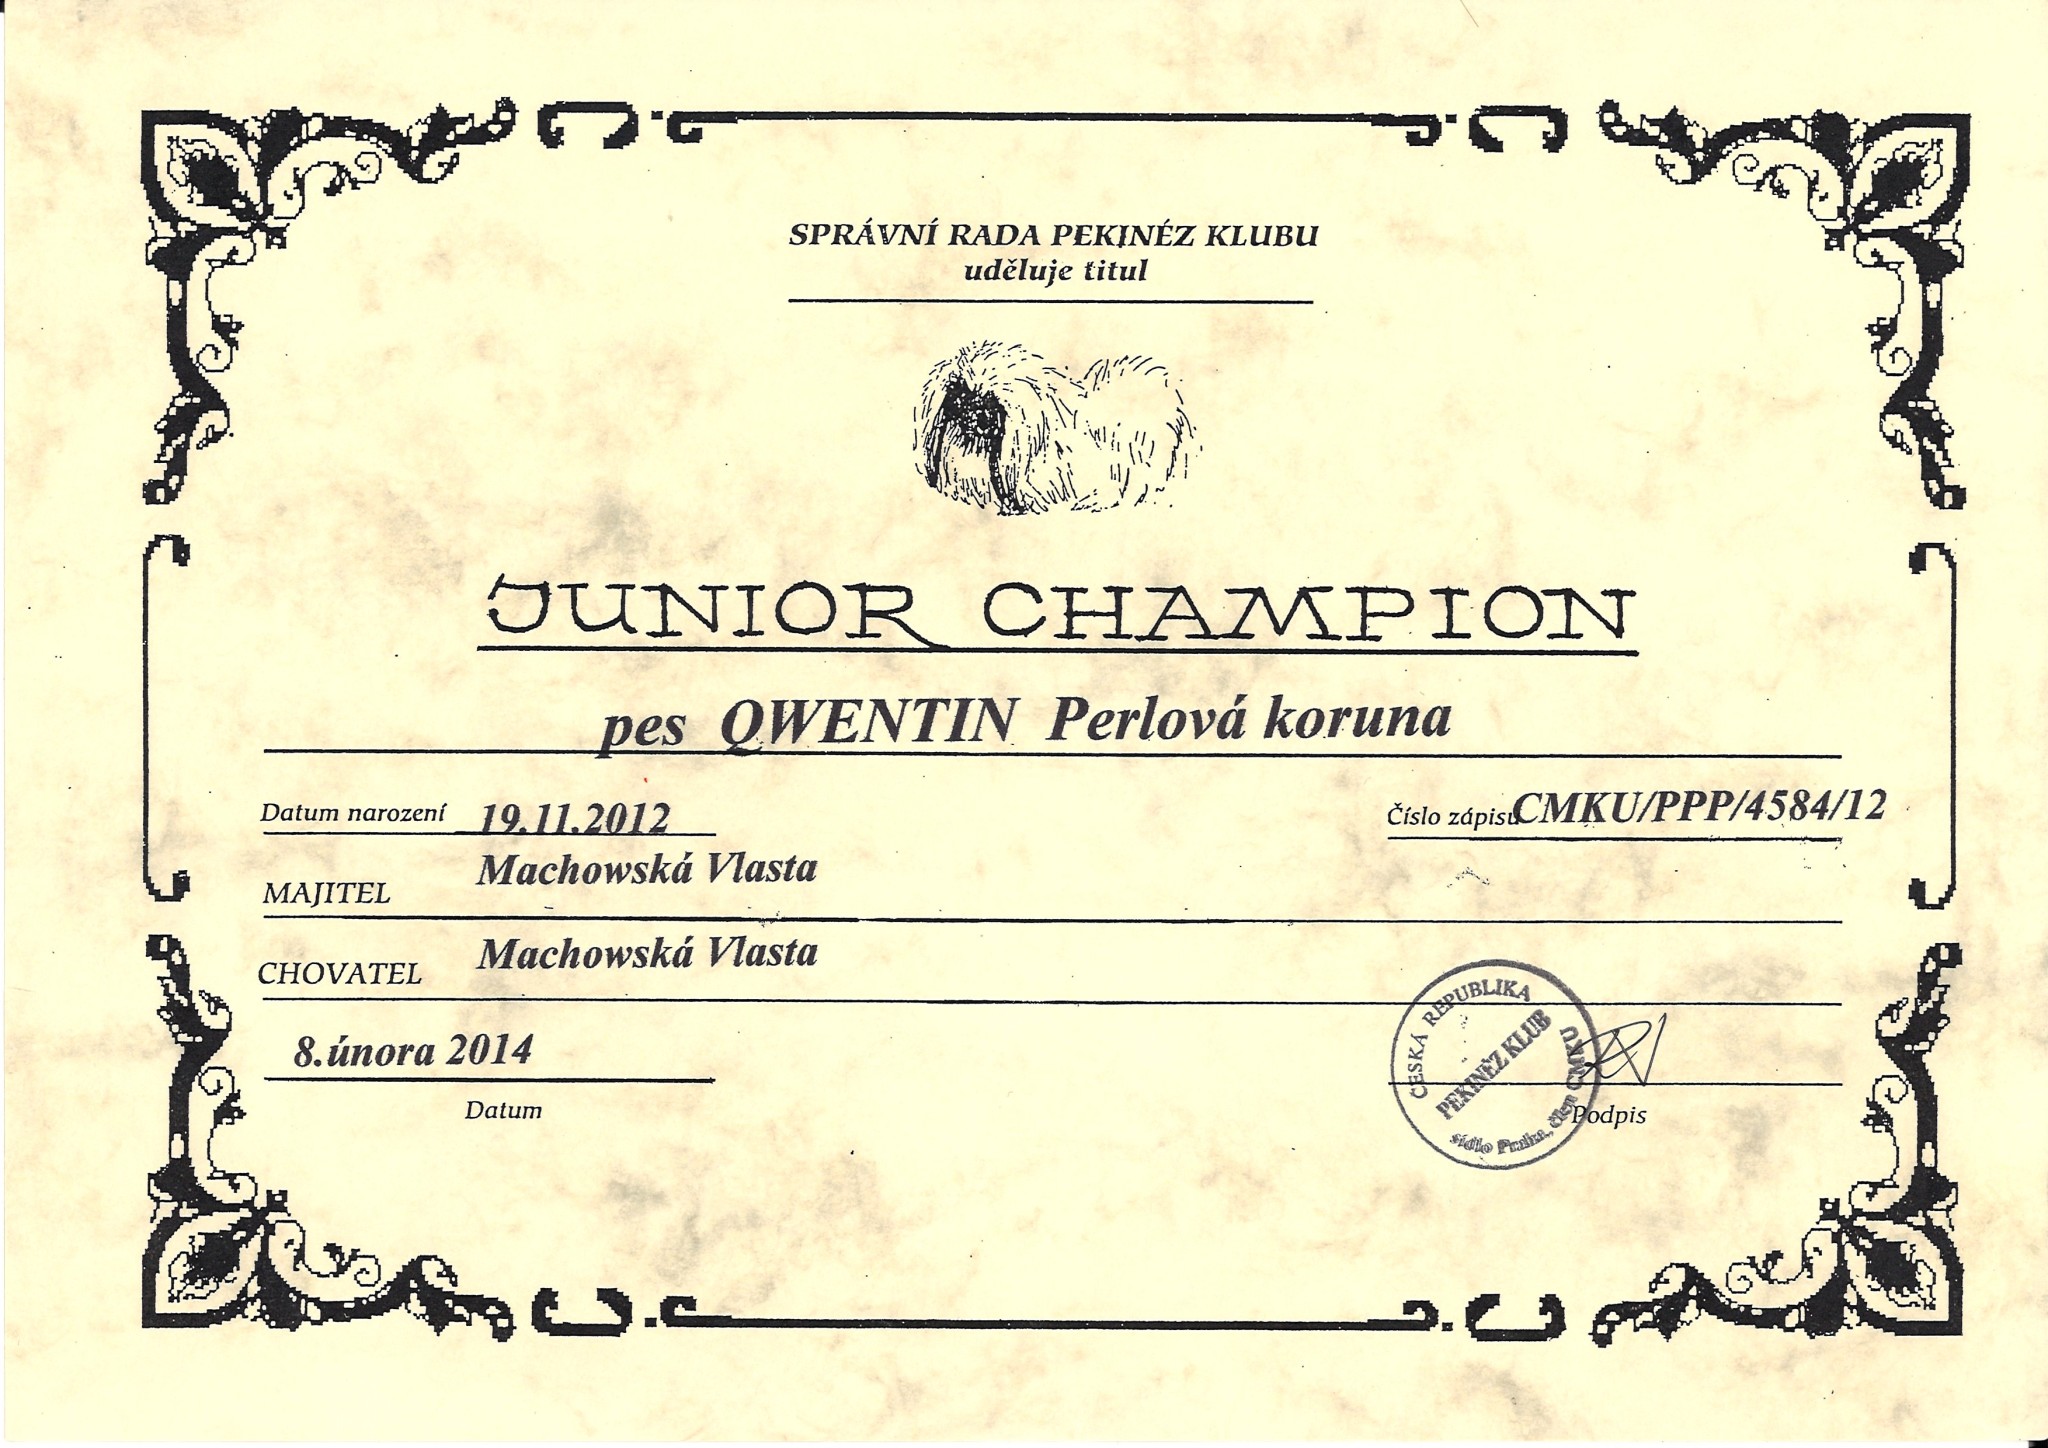 SPRÁVNÍ RADA PEKINÉZ KLUBU
uděluje titul
JUNIOR CHAMPION
pes QWENTIN Perlová koruna
Datum narození 19.11.2012
Číslo zápisu CMKU/PPP/4584/12
MAJITEL Machowská Vlasta
CHOVATEL Machowská Vlasta
8.února 2014
Datum
ČESKÁ REPUBLIKA
PEKINÉZ KLUB
sídlo Praha, člen ČMKU
Podpis